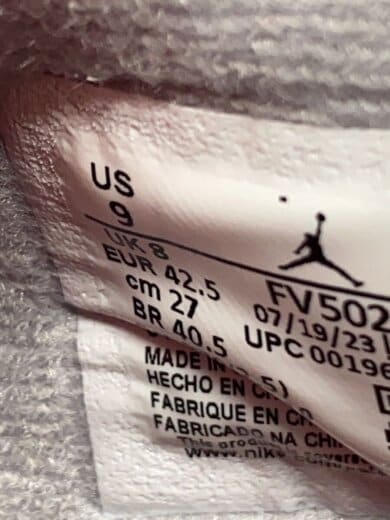 US
9
UK 8
EUR 42.5
cm 27
BR 40.5
FV502
07/19/23
UPC 00196
MADE IN
HECHO EN
FABRIQUE EN
FABRICADO NA
This